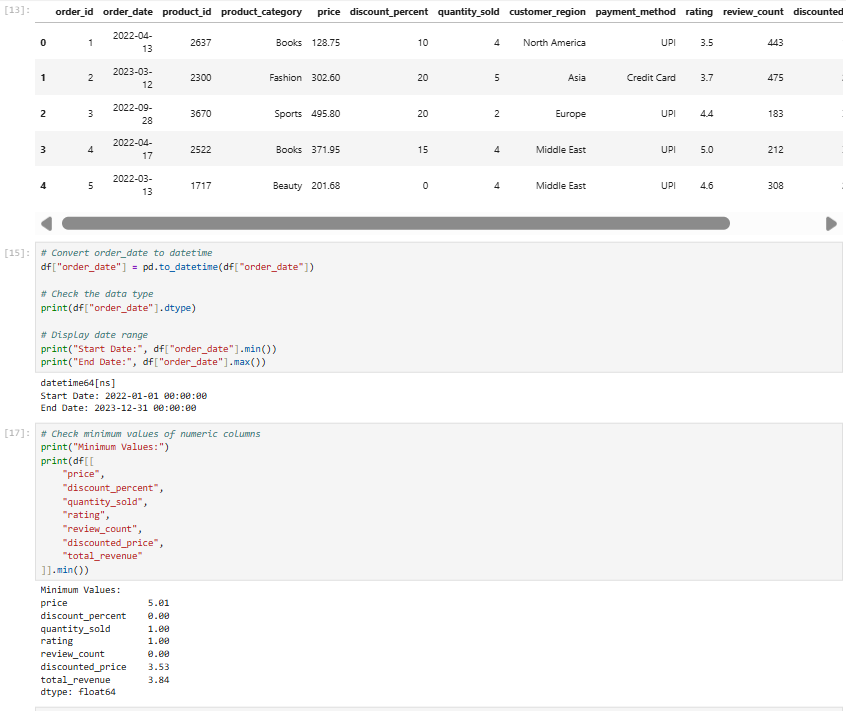 [13]:
order_id order_date product_id product_category price discount_percent quantity_sold customer_region payment_method rating review_count discounted
0 1 2022-04-13 2637 Books 128.75 10 4 North America UPI 3.5 443
1 2 2023-03-12 2300 Fashion 302.60 20 5 Asia Credit Card 3.7 475
2 3 2022-09-28 3670 Sports 495.80 20 2 Europe UPI 4.4 183
3 4 2022-04-17 2522 Books 371.95 15 4 Middle East UPI 5.0 212
4 5 2022-03-13 1717 Beauty 201.68 0 4 Middle East UPI 4.6 308
[15]:
# Convert order_date to datetime
df["order_date"] = pd.to_datetime(df["order_date"])
# Check the data type
print(df["order_date"].dtype)
# Display date range
print("Start Date:", df["order_date"].min())
print("End Date:", df["order_date"].max())
datetime64[ns]
Start Date: 2022-01-01 00:00:00
End Date: 2023-12-31 00:00:00
[17]:
# Check minimum values of numeric columns
print("Minimum Values:")
print(df[[
"price",
"discount_percent",
"quantity_sold",
"rating",
"review_count",
"discounted_price",
"total_revenue"
]].min())
Minimum Values:
price 5.01
discount_percent 0.00
quantity_sold 1.00
rating 1.00
review_count 0.00
discounted_price 3.53
total_revenue 3.84
dtype: float64